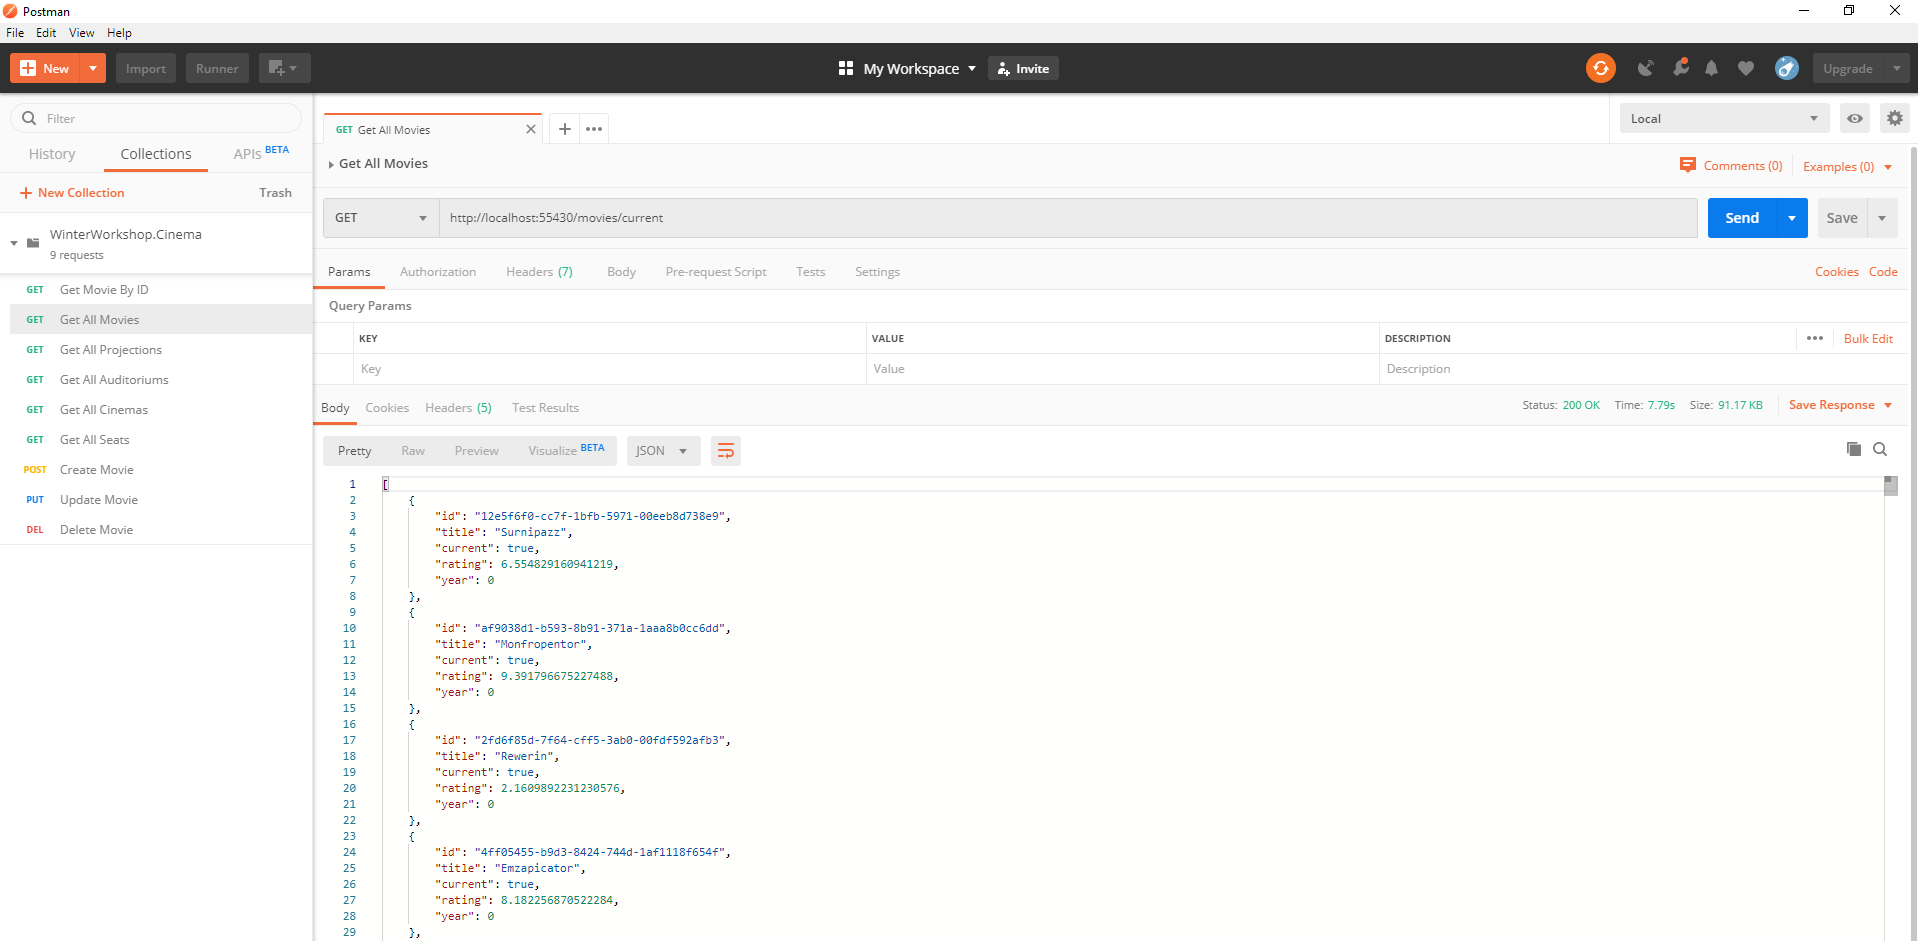 Postman
File Edit View Help
New Import Runner My Workspace Invite Upgrade
Filter
History Collections APIs BETA
New Collection Trash
WinterWorkshop.Cinema
9 requests
GET Get Movie By ID
GET Get All Movies
GET Get All Projections
GET Get All Auditoriums
GET Get All Cinemas
GET Get All Seats
POST Create Movie
PUT Update Movie
DEL Delete Movie
GET Get All Movies
Local
Get All Movies
Comments (0) Examples (0)
GET http://localhost:55430/movies/current Send Save
Params Authorization Headers (7) Body Pre-request Script Tests Settings Cookies Code
Query Params
KEY VALUE DESCRIPTION Bulk Edit
Key Value Description
Body Cookies Headers (5) Test Results Status: 200 OK Time: 7.79s Size: 91.17 KB Save Response
Pretty Raw Preview Visualize BETA JSON
1 [
2 {
3 "id": "12e5f6f0-cc7f-1bfb-5971-00eeb8d738e9",
4 "title": "Surnipazz",
5 "current": true,
6 "rating": 6.554829160941219,
7 "year": 0
8 },
9 {
10 "id": "af9038d1-b593-8b91-371a-1aaa8b0cc6dd",
11 "title": "Monfropentor",
12 "current": true,
13 "rating": 9.391796675227488,
14 "year": 0
15 },
16 {
17 "id": "2fd6f85d-7f64-cff5-3ab0-00fdf592afb3",
18 "title": "Rewerin",
19 "current": true,
20 "rating": 2.1609892231230576,
21 "year": 0
22 },
23 {
24 "id": "4ff05455-b9d3-8424-744d-1af1118f654f",
25 "title": "Emzapicator",
26 "current": true,
27 "rating": 8.182256870522284,
28 "year": 0
29 },